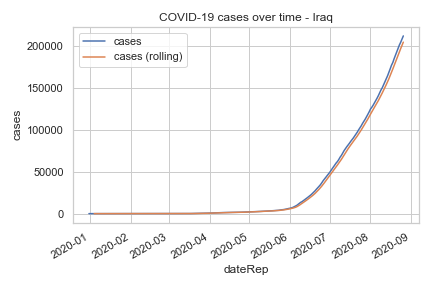 COVID-19 cases over time - Iraq
cases
cases (rolling)
200000
150000
100000
50000
0
cases
2020-01
2020-02
2020-03
2020-04
2020-05
2020-06
2020-07
2020-08
2020-09
dateRep